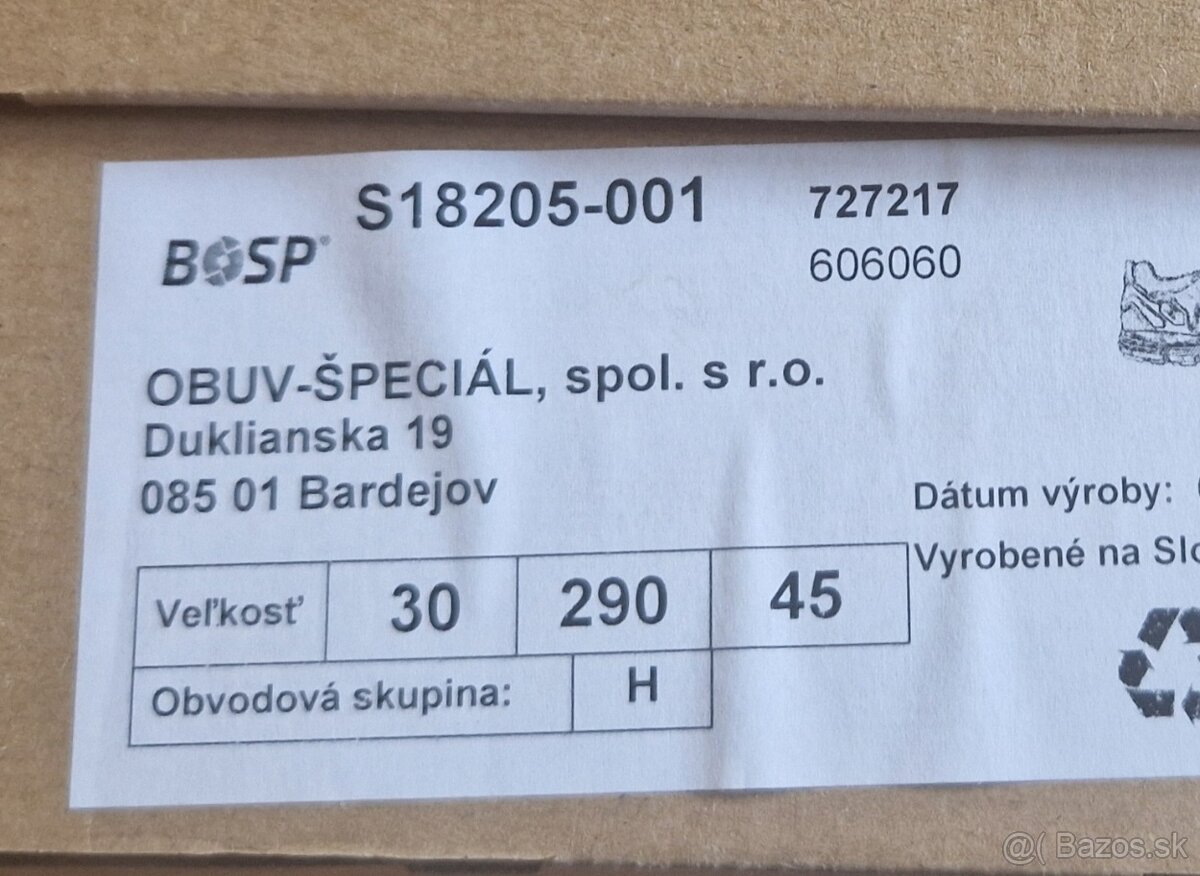 S18205-001 727217
BOSP® 606060
OBUV-ŠPECIÁL, spol. s r.o.
Duklianska 19
085 01 Bardejov
Dátum výroby:
Vyrobené na
Veľkosť 30 290 45
Obvodová skupina: H
@( Bazos.sk